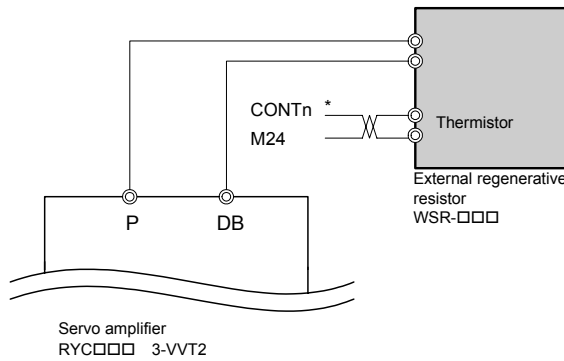 CONTn *
M24
Thermistor
External regenerative
resistor
WSR-□□□
P DB
Servo amplifier
RYC□□□ 3-VVT2